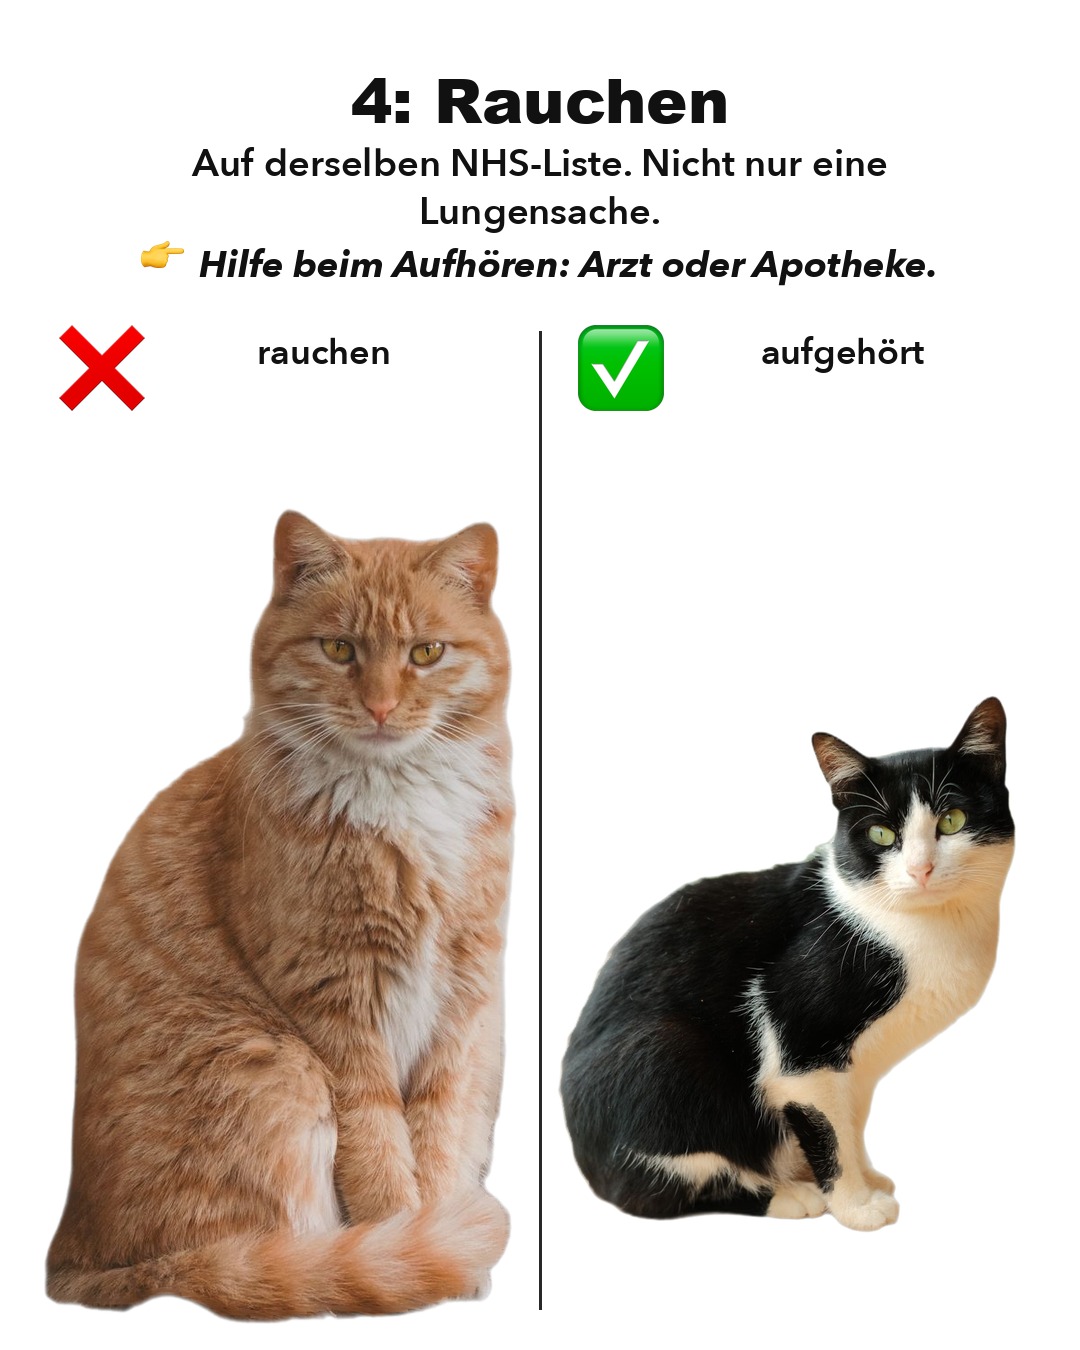 4: Rauchen
Auf derselben NHS-Liste. Nicht nur eine
Lungensache.
👉 Hilfe beim Aufhören: Arzt oder Apotheke.
❌ rauchen
✅ aufgehört